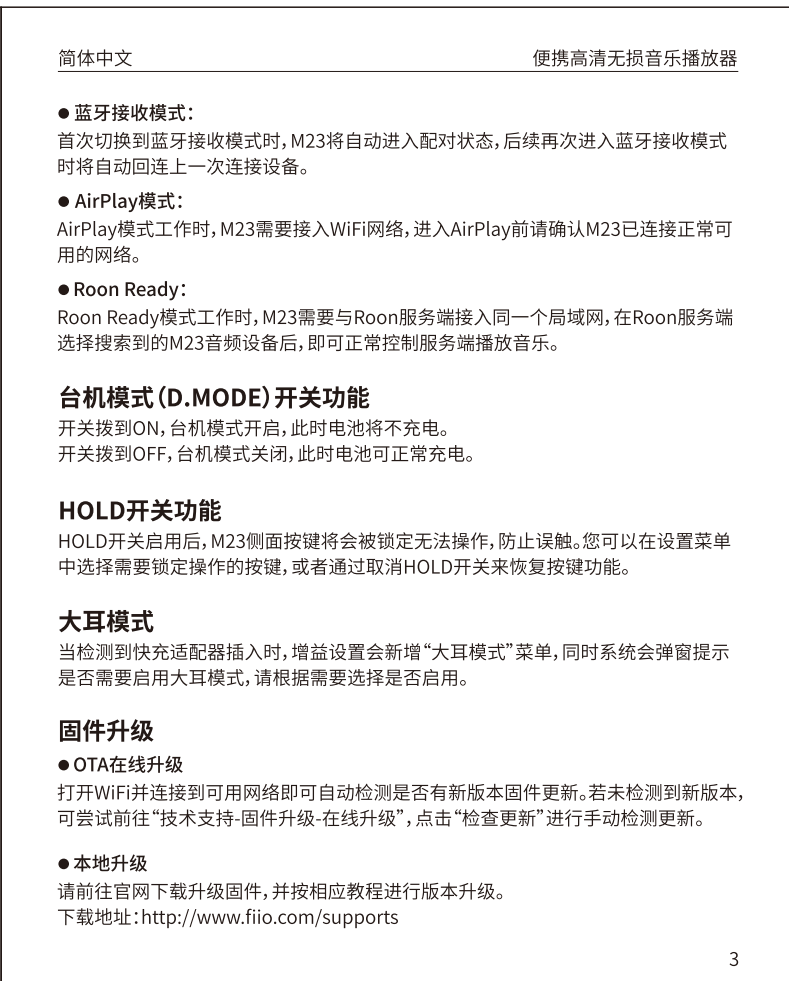 简体中文
便携高清无损音乐播放器
● 蓝牙接收模式：
首次切换到蓝牙接收模式时，M23将自动进入配对状态，后续再次进入蓝牙接收模式
时将自动回连上一次连接设备。
● AirPlay模式：
AirPlay模式工作时，M23需要接入WiFi网络，进入AirPlay前请确认M23已连接正常可
用的网络。
● Roon Ready：
Roon Ready模式工作时，M23需要与Roon服务端接入同一个局域网，在Roon服务端
选择搜索到的M23音频设备后，即可正常控制服务端播放音乐。
台机模式（D.MODE）开关功能
开关拨到ON，台机模式开启，此时电池将不充电。
开关拨到OFF，台机模式关闭，此时电池可正常充电。
HOLD开关功能
HOLD开关启用后，M23侧面按键将会被锁定无法操作，防止误触。您可以在设置菜单
中选择需要锁定操作的按键，或者通过取消HOLD开关来恢复按键功能。
大耳模式
当检测到快充适配器插入时，增益设置会新增“大耳模式”菜单，同时系统会弹窗提示
是否需要启用大耳模式，请根据需要选择是否启用。
固件升级
● OTA在线升级
打开WiFi并连接到可用网络即可自动检测是否有新版本固件更新。若未检测到新版本，
可尝试前往“技术支持-固件升级-在线升级”，点击“检查更新”进行手动检测更新。
● 本地升级
请前往官网下载升级固件，并按相应教程进行版本升级。
下载地址：http://www.fiio.com/supports
3